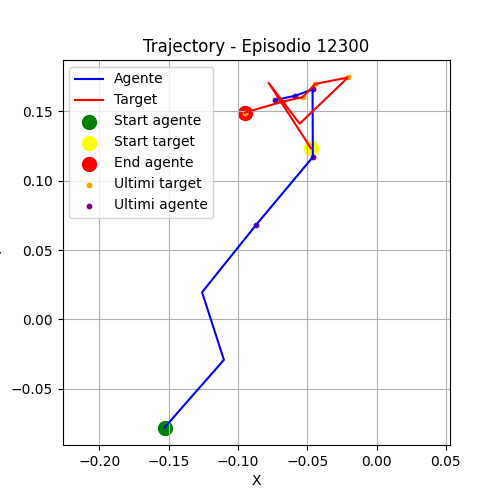 Trajectory - Episodio 12300
Agente
Target
Start agente
Start target
End agente
Ultimi target
Ultimi agente
0.15
0.10
0.05
0.00
−0.05
−0.20 −0.15 −0.10 −0.05 0.00 0.05
X